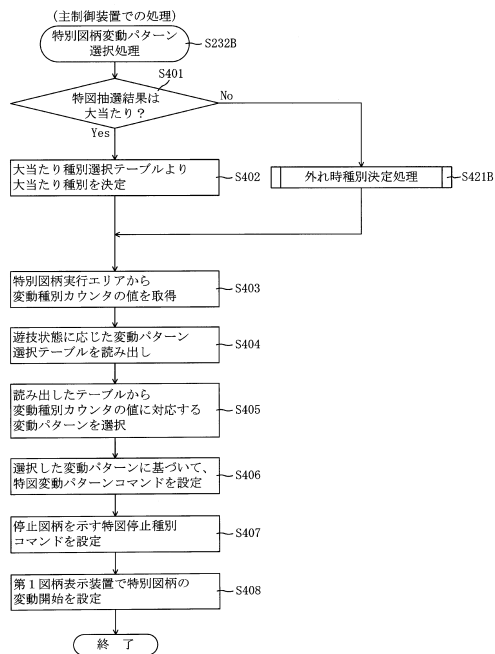 (主制御装置での処理)
特別図柄変動パターン
選択処理
S232B
S401
特図抽選結果は
大当たり?
No
Yes
大当たり種別選択テーブルより
大当たり種別を決定
S402
外れ時種別決定処理
S421B
特別図柄実行エリアから
変動種別カウンタの値を取得
S403
遊技状態に応じた変動パターン
選択テーブルを読み出し
S404
読み出したテーブルから
変動種別カウンタの値に対応する
変動パターンを選択
S405
選択した変動パターンに基づいて、
特図変動パターンコマンドを設定
S406
停止図柄を示す特図停止種別
コマンドを設定
S407
第1図柄表示装置で特別図柄の
変動開始を設定
S408
終 了